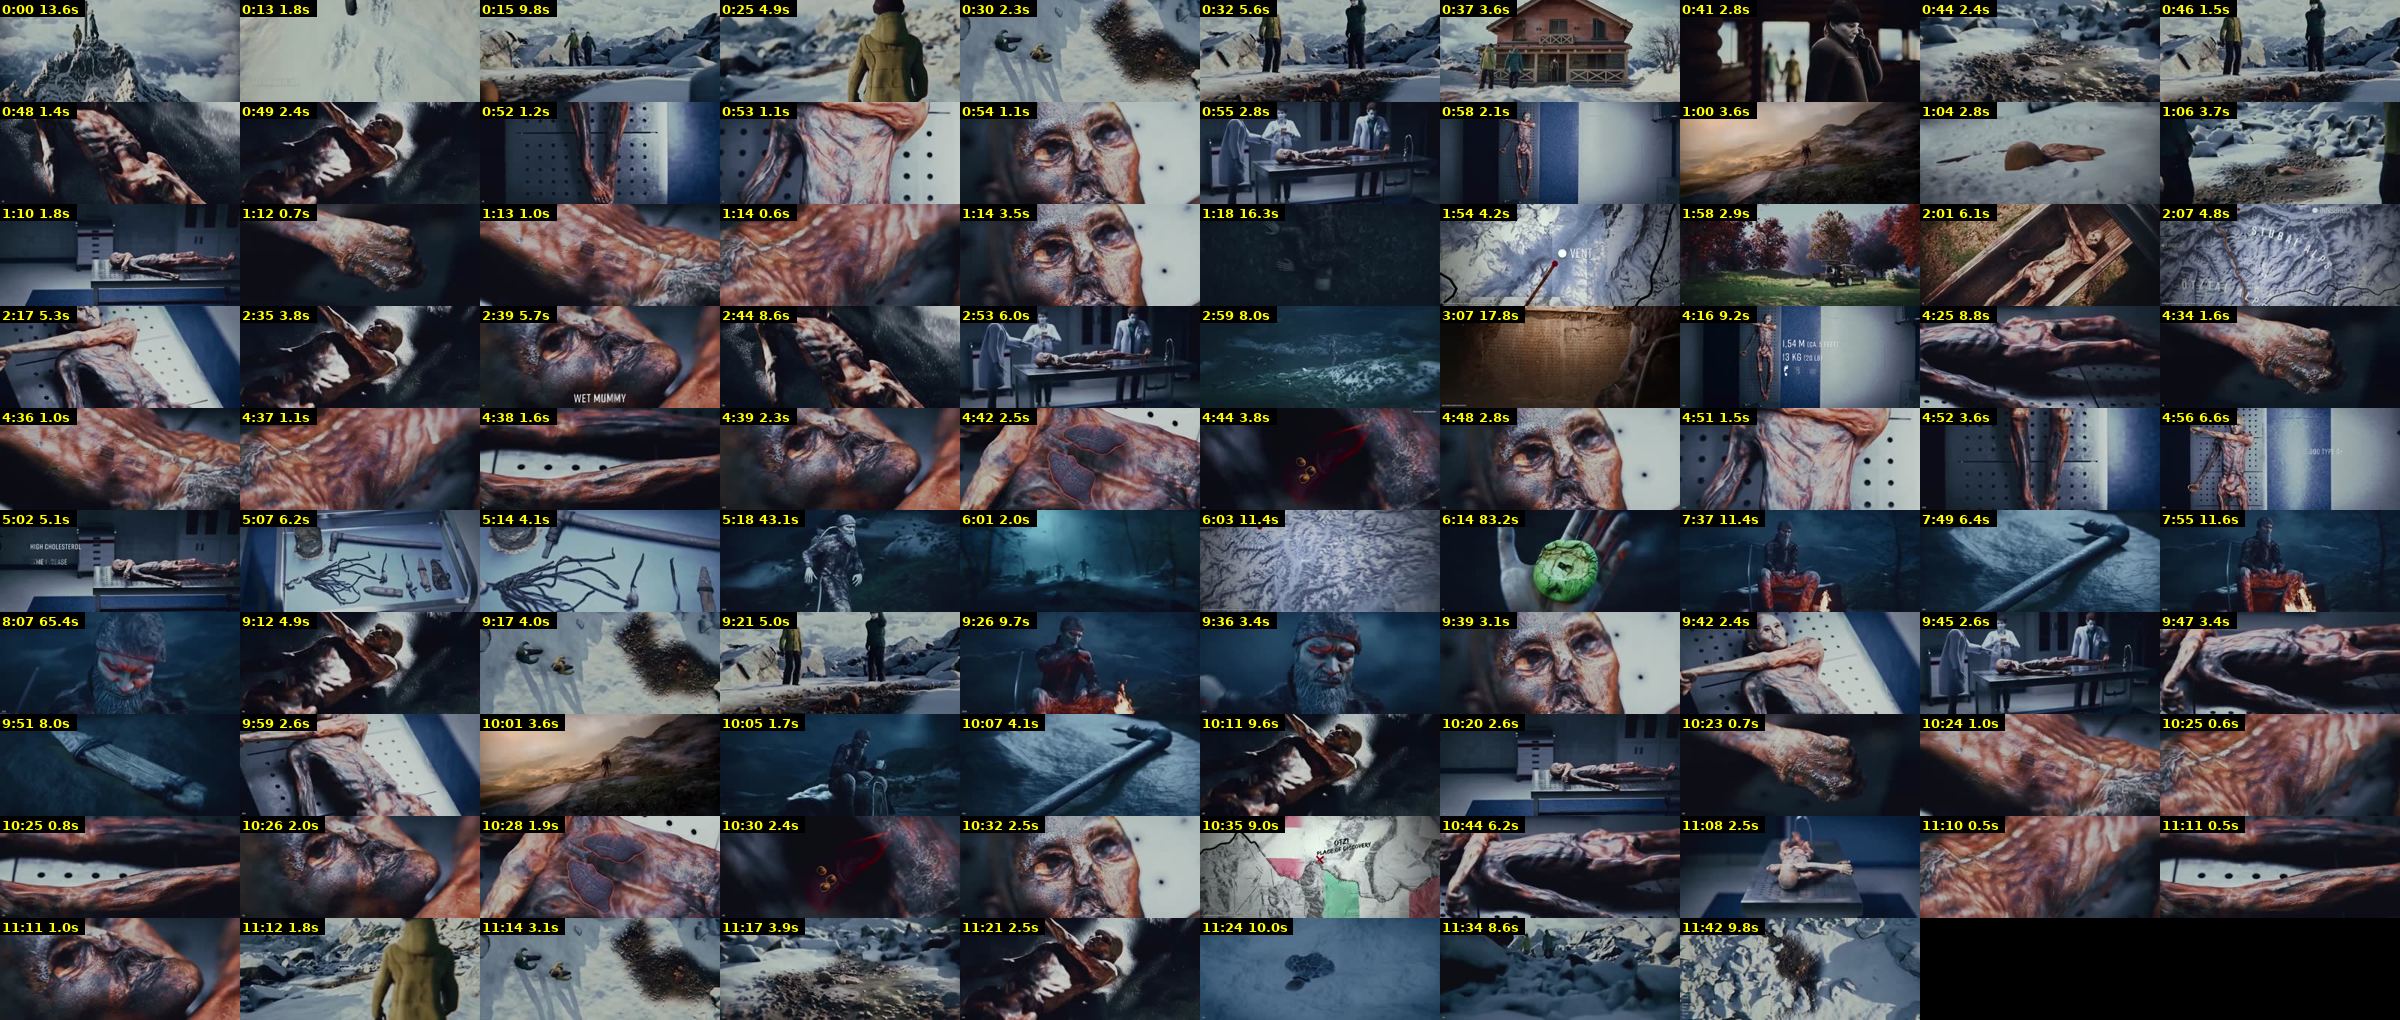 0:00 13.6s
0:13 1.8s
0:15 9.8s
0:25 4.9s
0:30 2.3s
0:32 5.6s
0:37 3.6s
0:41 2.8s
0:44 2.4s
0:46 1.5s
0:48 1.4s
0:49 2.4s
0:52 1.2s
0:53 1.1s
0:54 1.1s
0:55 2.8s
0:58 2.1s
1:00 3.6s
1:04 2.8s
1:06 3.7s
1:10 1.8s
1:12 0.7s
1:13 1.0s
1:14 0.6s
1:14 3.5s
1:18 16.3s
1:54 4.2s
VENT
1:58 2.9s
2:01 6.1s
2:07 4.8s
INNSBRUCK
STUBAY ALPS
2:17 5.3s
2:35 3.8s
2:39 5.7s
WET MUMMY
2:44 8.6s
2:53 6.0s
2:59 8.0s
3:07 17.8s
4:16 9.2s
1,54 M
13 KG (20 LB)
4:25 8.8s
4:34 1.6s
4:36 1.0s
4:37 1.1s
4:38 1.6s
4:39 2.3s
4:42 2.5s
4:44 3.8s
4:48 2.8s
4:51 1.5s
4:52 3.6s
4:56 6.6s
5:02 5.1s
HIGH CHOLESTEROL
5:07 6.2s
5:14 4.1s
5:18 43.1s
6:01 2.0s
6:03 11.4s
6:14 83.2s
7:37 11.4s
7:49 6.4s
7:55 11.6s
8:07 65.4s
9:12 4.9s
9:17 4.0s
9:21 5.0s
9:26 9.7s
9:36 3.4s
9:39 3.1s
9:42 2.4s
9:45 2.6s
9:47 3.4s
9:51 8.0s
9:59 2.6s
10:01 3.6s
10:05 1.7s
10:07 4.1s
10:11 9.6s
10:20 2.6s
10:23 0.7s
10:24 1.0s
10:25 0.6s
10:25 0.8s
10:26 2.0s
10:28 1.9s
10:30 2.4s
10:32 2.5s
10:35 9.0s
ÖTZI
PLACE OF DISCOVERY
10:44 6.2s
11:08 2.5s
11:10 0.5s
11:11 0.5s
11:11 1.0s
11:12 1.8s
11:14 3.1s
11:17 3.9s
11:21 2.5s
11:24 10.0s
11:34 8.6s
11:42 9.8s